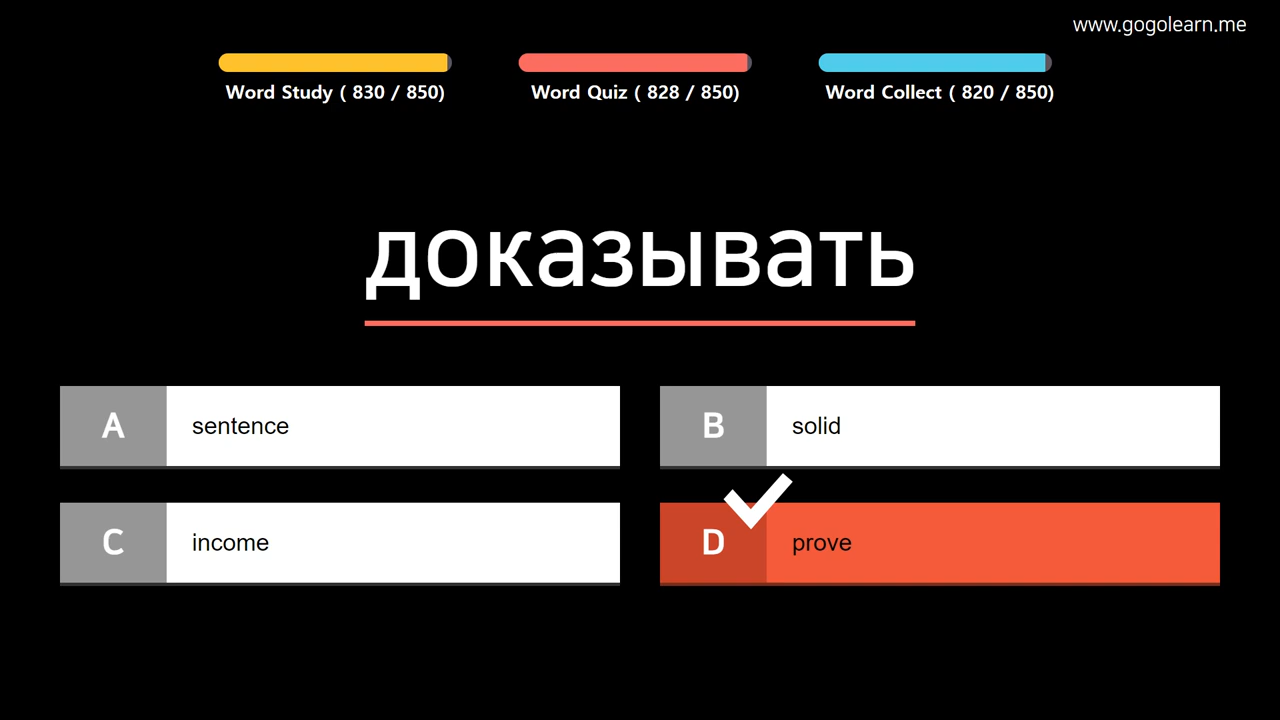 www.gogolearn.me
Word Study ( 830 / 850)
Word Quiz ( 828 / 850)
Word Collect ( 820 / 850)
доказывать
A sentence
B solid
C income
D prove